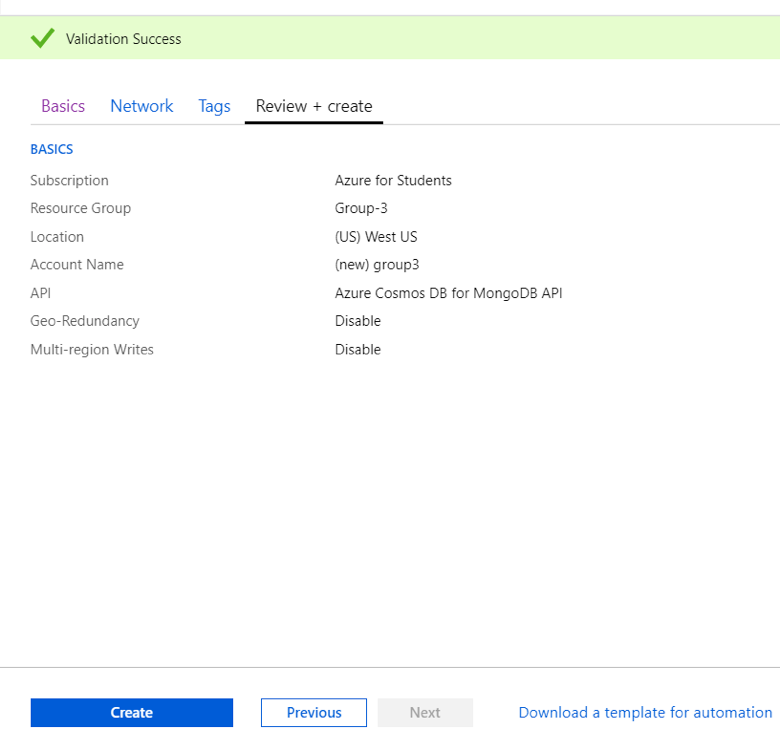 Validation Success
Basics Network Tags Review + create
BASICS
Subscription Azure for Students
Resource Group Group-3
Location (US) West US
Account Name (new) group3
API Azure Cosmos DB for MongoDB API
Geo-Redundancy Disable
Multi-region Writes Disable
Create Previous Next Download a template for automation